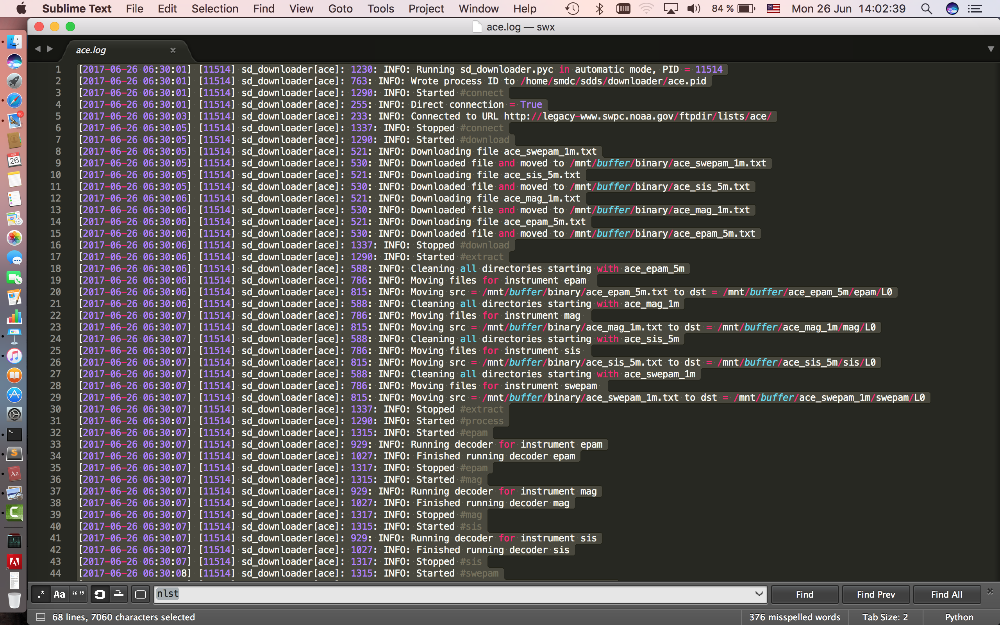 Sublime Text File Edit Selection Find View Goto Tools Project Window Help 84 % Mon 26 Jun 14:02:39
ace.log — swx
35
JUN
26
ace.log
1 [2017-06-26 06:30:01] [11514] sd_downloader[ace]: 1230: INFO: Running sd_downloader.pyc in automatic mode, PID = 11514
2 [2017-06-26 06:30:01] [11514] sd_downloader[ace]: 763: INFO: Wrote process ID to /home/smdc/sdds/downloader/ace.pid
3 [2017-06-26 06:30:01] [11514] sd_downloader[ace]: 1290: INFO: Started #connect
4 [2017-06-26 06:30:01] [11514] sd_downloader[ace]: 255: INFO: Direct connection = True
5 [2017-06-26 06:30:03] [11514] sd_downloader[ace]: 233: INFO: Connected to URL http://legacy-www.swpc.noaa.gov/ftpdir/lists/ace/
6 [2017-06-26 06:30:05] [11514] sd_downloader[ace]: 1337: INFO: Stopped #connect
7 [2017-06-26 06:30:05] [11514] sd_downloader[ace]: 1290: INFO: Started #download
8 [2017-06-26 06:30:05] [11514] sd_downloader[ace]: 521: INFO: Downloading file ace_swepam_1m.txt
9 [2017-06-26 06:30:05] [11514] sd_downloader[ace]: 530: INFO: Downloaded file and moved to /mnt/buffer/binary/ace_swepam_1m.txt
10 [2017-06-26 06:30:05] [11514] sd_downloader[ace]: 521: INFO: Downloading file ace_sis_5m.txt
11 [2017-06-26 06:30:05] [11514] sd_downloader[ace]: 530: INFO: Downloaded file and moved to /mnt/buffer/binary/ace_sis_5m.txt
12 [2017-06-26 06:30:06] [11514] sd_downloader[ace]: 521: INFO: Downloading file ace_mag_1m.txt
13 [2017-06-26 06:30:06] [11514] sd_downloader[ace]: 530: INFO: Downloaded file and moved to /mnt/buffer/binary/ace_mag_1m.txt
14 [2017-06-26 06:30:06] [11514] sd_downloader[ace]: 521: INFO: Downloading file ace_epam_5m.txt
15 [2017-06-26 06:30:06] [11514] sd_downloader[ace]: 530: INFO: Downloaded file and moved to /mnt/buffer/binary/ace_epam_5m.txt
16 [2017-06-26 06:30:06] [11514] sd_downloader[ace]: 1337: INFO: Stopped #download
17 [2017-06-26 06:30:06] [11514] sd_downloader[ace]: 1290: INFO: Started #extract
18 [2017-06-26 06:30:06] [11514] sd_downloader[ace]: 588: INFO: Cleaning all directories starting with ace_epam_5m
19 [2017-06-26 06:30:06] [11514] sd_downloader[ace]: 786: INFO: Moving files for instrument epam
20 [2017-06-26 06:30:06] [11514] sd_downloader[ace]: 815: INFO: Moving src = /mnt/buffer/binary/ace_epam_5m.txt to dst = /mnt/buffer/ace_epam_5m/epam/L0
21 [2017-06-26 06:30:06] [11514] sd_downloader[ace]: 588: INFO: Cleaning all directories starting with ace_mag_1m
22 [2017-06-26 06:30:07] [11514] sd_downloader[ace]: 786: INFO: Moving files for instrument mag
23 [2017-06-26 06:30:07] [11514] sd_downloader[ace]: 815: INFO: Moving src = /mnt/buffer/binary/ace_mag_1m.txt to dst = /mnt/buffer/ace_mag_1m/mag/L0
24 [2017-06-26 06:30:07] [11514] sd_downloader[ace]: 588: INFO: Cleaning all directories starting with ace_sis_5m
25 [2017-06-26 06:30:07] [11514] sd_downloader[ace]: 786: INFO: Moving files for instrument sis
26 [2017-06-26 06:30:07] [11514] sd_downloader[ace]: 815: INFO: Moving src = /mnt/buffer/binary/ace_sis_5m.txt to dst = /mnt/buffer/ace_sis_5m/sis/L0
27 [2017-06-26 06:30:07] [11514] sd_downloader[ace]: 588: INFO: Cleaning all directories starting with ace_swepam_1m
28 [2017-06-26 06:30:07] [11514] sd_downloader[ace]: 786: INFO: Moving files for instrument swepam
29 [2017-06-26 06:30:07] [11514] sd_downloader[ace]: 815: INFO: Moving src = /mnt/buffer/binary/ace_swepam_1m.txt to dst = /mnt/buffer/ace_swepam_1m/swepam/L0
30 [2017-06-26 06:30:07] [11514] sd_downloader[ace]: 1337: INFO: Stopped #extract
31 [2017-06-26 06:30:07] [11514] sd_downloader[ace]: 1290: INFO: Started #process
32 [2017-06-26 06:30:07] [11514] sd_downloader[ace]: 1315: INFO: Started #epam
33 [2017-06-26 06:30:07] [11514] sd_downloader[ace]: 929: INFO: Running decoder for instrument epam
34 [2017-06-26 06:30:07] [11514] sd_downloader[ace]: 1027: INFO: Finished running decoder epam
35 [2017-06-26 06:30:07] [11514] sd_downloader[ace]: 1317: INFO: Stopped #epam
36 [2017-06-26 06:30:07] [11514] sd_downloader[ace]: 1315: INFO: Started #mag
37 [2017-06-26 06:30:07] [11514] sd_downloader[ace]: 929: INFO: Running decoder for instrument mag
38 [2017-06-26 06:30:07] [11514] sd_downloader[ace]: 1027: INFO: Finished running decoder mag
39 [2017-06-26 06:30:07] [11514] sd_downloader[ace]: 1317: INFO: Stopped #mag
40 [2017-06-26 06:30:07] [11514] sd_downloader[ace]: 1315: INFO: Started #sis
41 [2017-06-26 06:30:07] [11514] sd_downloader[ace]: 929: INFO: Running decoder for instrument sis
42 [2017-06-26 06:30:07] [11514] sd_downloader[ace]: 1027: INFO: Finished running decoder sis
43 [2017-06-26 06:30:07] [11514] sd_downloader[ace]: 1317: INFO: Stopped #sis
44 [2017-06-26 06:30:08] [11514] sd_downloader[ace]: 1315: INFO: Started #swepam
.* Aa “ ” nlst Find Find Prev Find All
68 lines, 7060 characters selected 376 misspelled words Tab Size: 2 Python